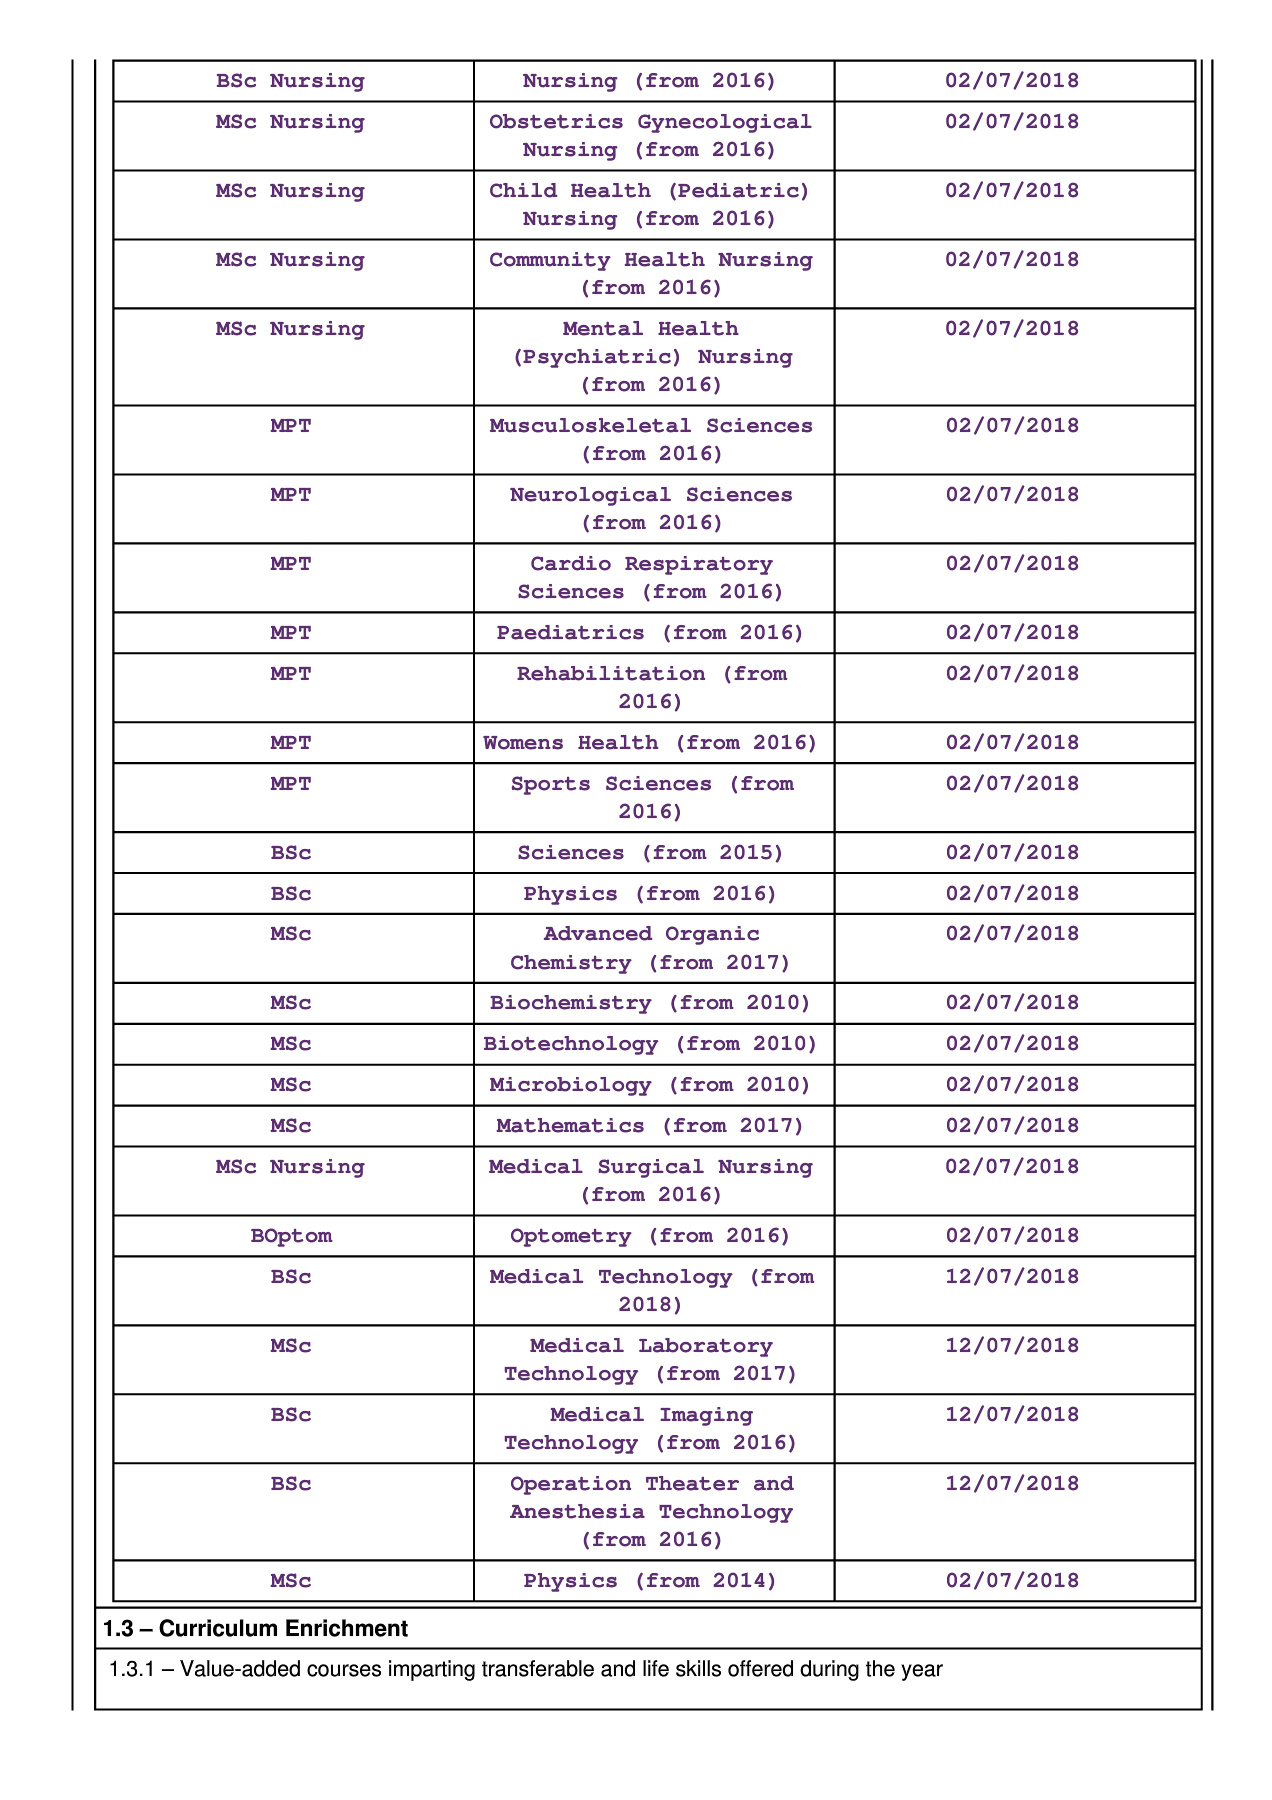 BSc Nursing Nursing (from 2016) 02/07/2018
MSc Nursing Obstetrics Gynecological 02/07/2018
Nursing (from 2016)
MSc Nursing Child Health (Pediatric) 02/07/2018
Nursing (from 2016)
MSc Nursing Community Health Nursing 02/07/2018
(from 2016)
MSc Nursing Mental Health 02/07/2018
(Psychiatric) Nursing
(from 2016)
MPT Musculoskeletal Sciences 02/07/2018
(from 2016)
MPT Neurological Sciences 02/07/2018
(from 2016)
MPT Cardio Respiratory 02/07/2018
Sciences (from 2016)
MPT Paediatrics (from 2016) 02/07/2018
MPT Rehabilitation (from 02/07/2018
2016)
MPT Womens Health (from 2016) 02/07/2018
MPT Sports Sciences (from 02/07/2018
2016)
BSc Sciences (from 2015) 02/07/2018
BSc Physics (from 2016) 02/07/2018
MSc Advanced Organic 02/07/2018
Chemistry (from 2017)
MSc Biochemistry (from 2010) 02/07/2018
MSc Biotechnology (from 2010) 02/07/2018
MSc Microbiology (from 2010) 02/07/2018
MSc Mathematics (from 2017) 02/07/2018
MSc Nursing Medical Surgical Nursing 02/07/2018
(from 2016)
BOptom Optometry (from 2016) 02/07/2018
BSc Medical Technology (from 12/07/2018
2018)
MSc Medical Laboratory 12/07/2018
Technology (from 2017)
BSc Medical Imaging 12/07/2018
Technology (from 2016)
BSc Operation Theater and 12/07/2018
Anesthesia Technology
(from 2016)
MSc Physics (from 2014) 02/07/2018
1.3 – Curriculum Enrichment
1.3.1 – Value-added courses imparting transferable and life skills offered during the year